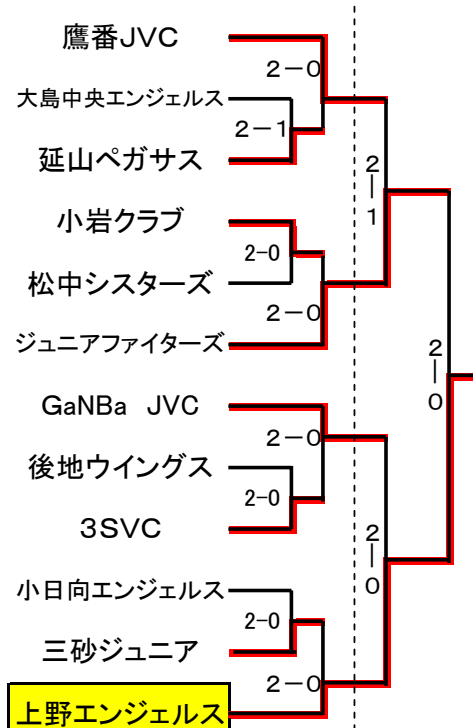 鷹番JVC
2－0
大島中央エンジェルス
2－1
延山ペガサス
2－1
小岩クラブ
2-0
松中シスターズ
2－0
ジュニアファイターズ
2－0
GaNBa JVC
2－0
後地ウイングス
2-0
3SVC
2－0
小日向エンジェルス
2-0
三砂ジュニア
2－0
上野エンジェルス